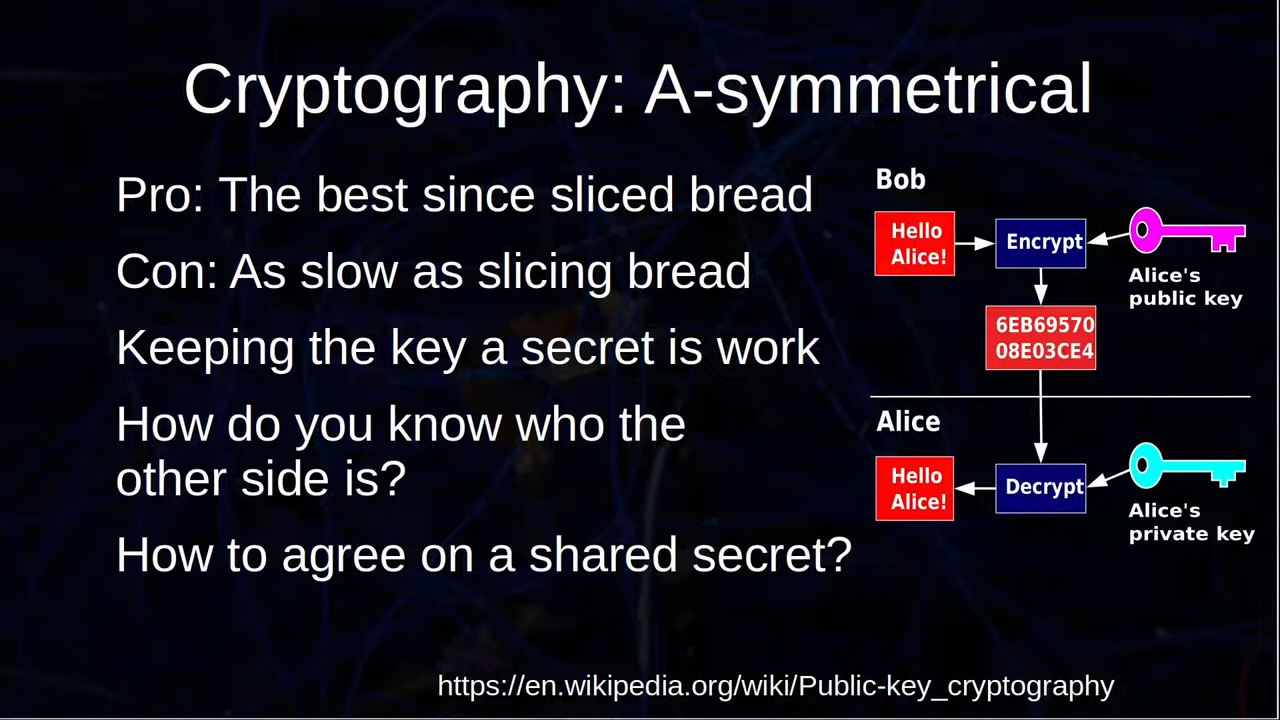 Cryptography: A-symmetrical
Pro: The best since sliced bread
Con: As slow as slicing bread
Keeping the key a secret is work
How do you know who the
other side is?
How to agree on a shared secret?
Bob
Hello
Alice!
Encrypt
Alice's
public key
6EB69570
08E03CE4
Alice
Hello
Alice!
Decrypt
Alice's
private key
https://en.wikipedia.org/wiki/Public-key_cryptography